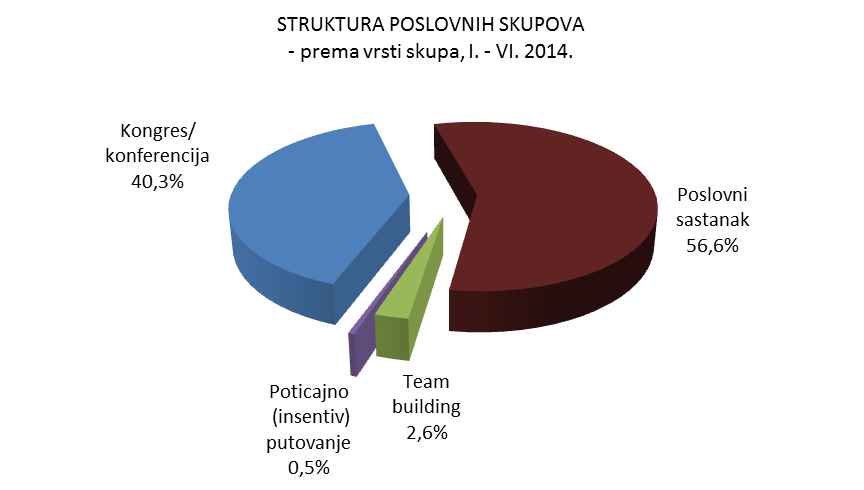 STRUKTURA POSLOVNIH SKUPOVA
- prema vrsti skupa, I. - VI. 2014.
Kongres/
konferencija
40,3%
Poslovni
sastanak
56,6%
Poticajno
(insentiv)
putovanje
0,5%
Team
building
2,6%